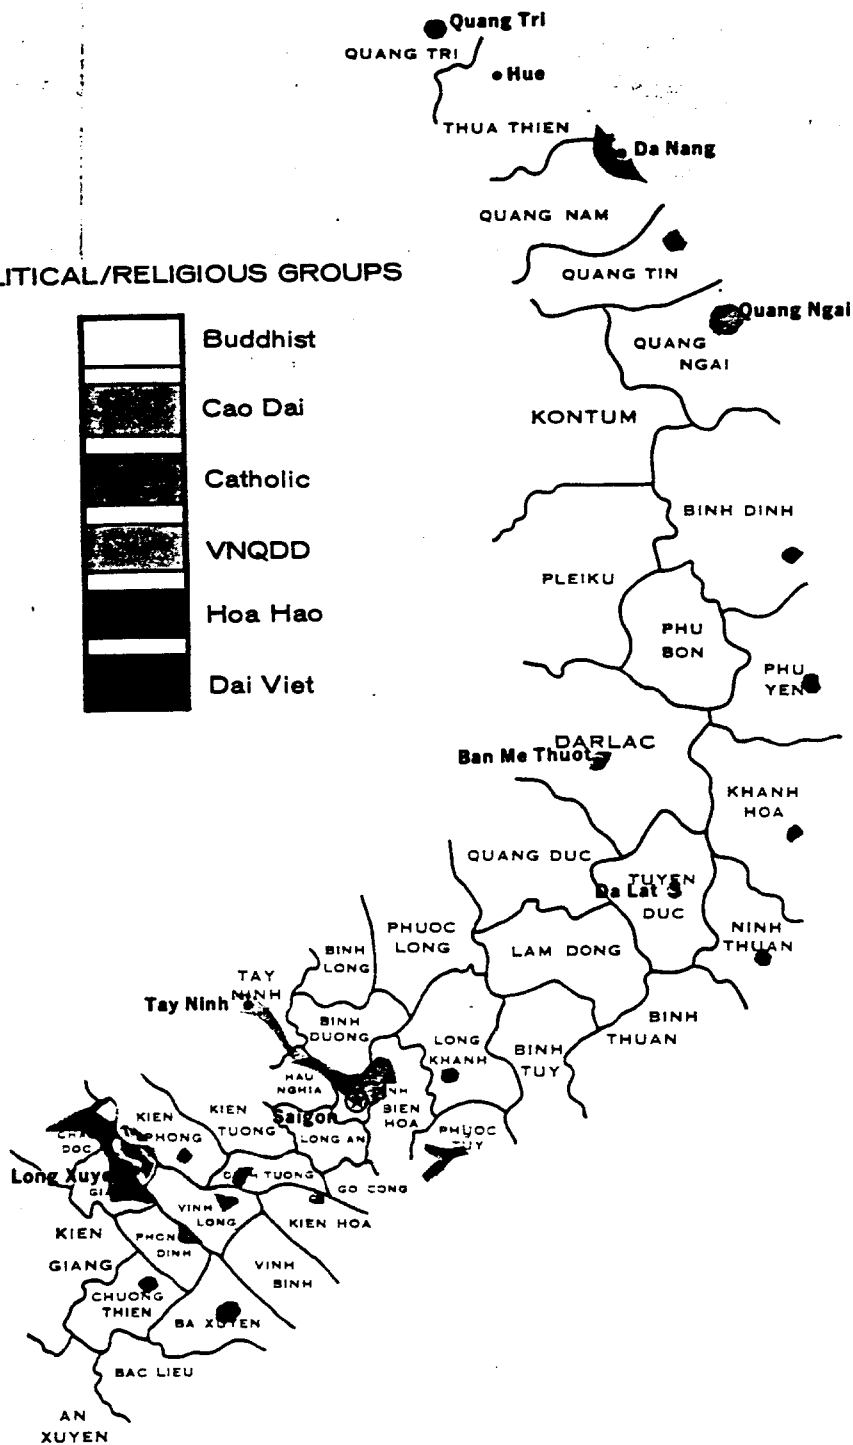 Quang Tri
QUANG TRI
Hue
THUA THIEN
Da Nang
QUANG NAM
QUANG TIN
LITICAL/RELIGIOUS GROUPS
Buddhist
Cao Dai
Catholic
VNQDD
Hoa Hao
Dai Viet
Quang Ngai
QUANG
NGAI
KONTUM
BINH DINH
PLEIKU
PHU
BON
PHU
YEN
DARLAC
Ban Me Thuot
KHANH
HOA
QUANG DUC
TUYEN
Da Lat
DUC
NINH
THUAN
PHUOC
LONG
LAM DONG
BINH
LONG
TAY
NINH
Tay Ninh
BINH
DUONG
LONG
KHANH
BINH
TUY
BINH
THUAN
HAU
NGHIA
BIEN
HOA
Saigon
KIEN
PHONG
KIEN
TUONG
LONG AN
PHUOC
TUY
DOC
Long Xuye
GIA
TUONG
GO CONG
VINH
LONG
KIEN HOA
KIEN
GIANG
PHON
DINH
VINH
BINH
CHUONG
THIEN
BA XUYEN
BAC LIEU
AN
XUYEN